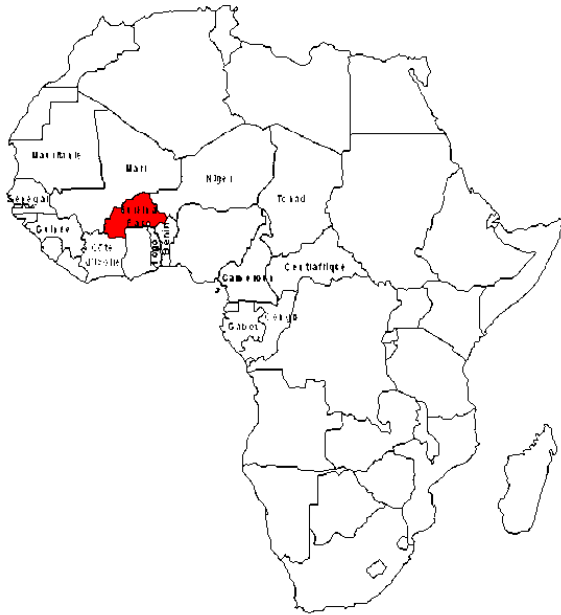 Mauritanie
Mali
Niger
Tchad
Sénégal
Burkina
Faso
Guinée
Côte
d'Ivoire
Togo
Bénin
Cameroun
Centrafrique
Gabon
Congo